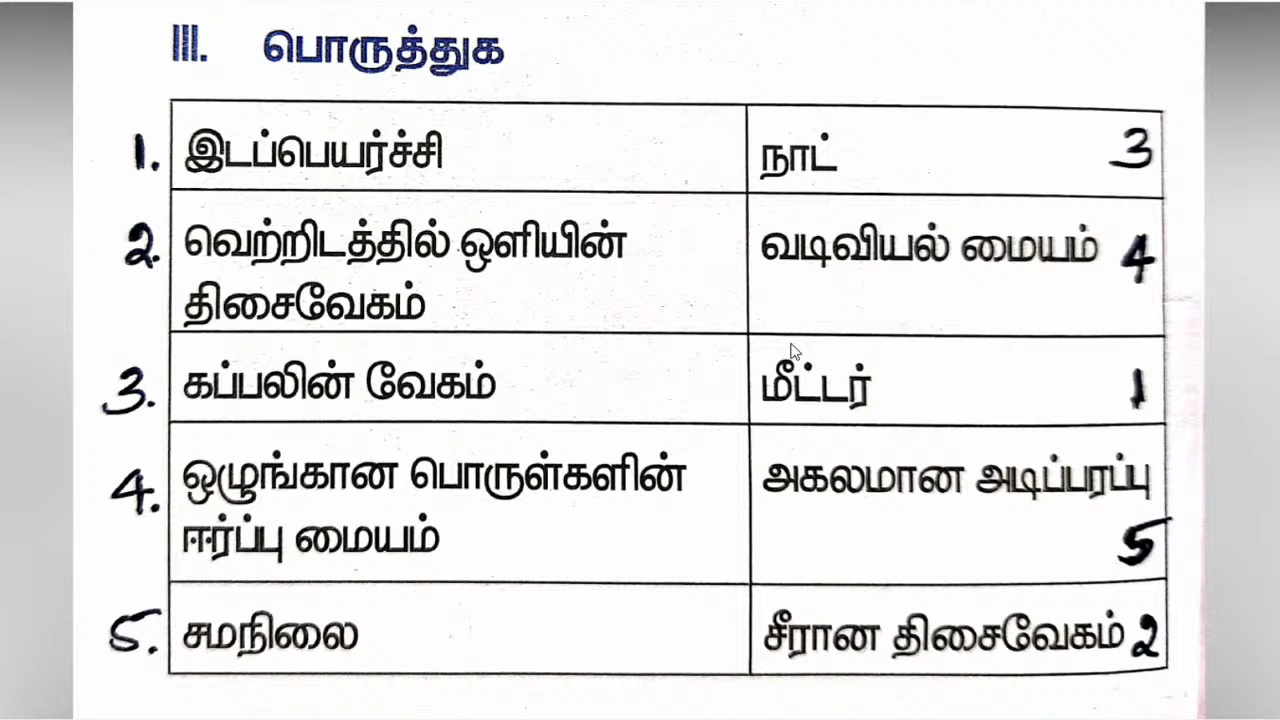 III. பொருத்துக
1. இடப்பெயர்ச்சி நாட் 3
2. வெற்றிடத்தில் ஒளியின் வடிவியல் மையம் 4
திசைவேகம்
3. கப்பலின் வேகம் மீட்டர் 1
4. ஒழுங்கான பொருள்களின் அகலமான அடிப்பரப்பு
ஈர்ப்பு மையம் 5
5. சமநிலை சீரான திசைவேகம் 2